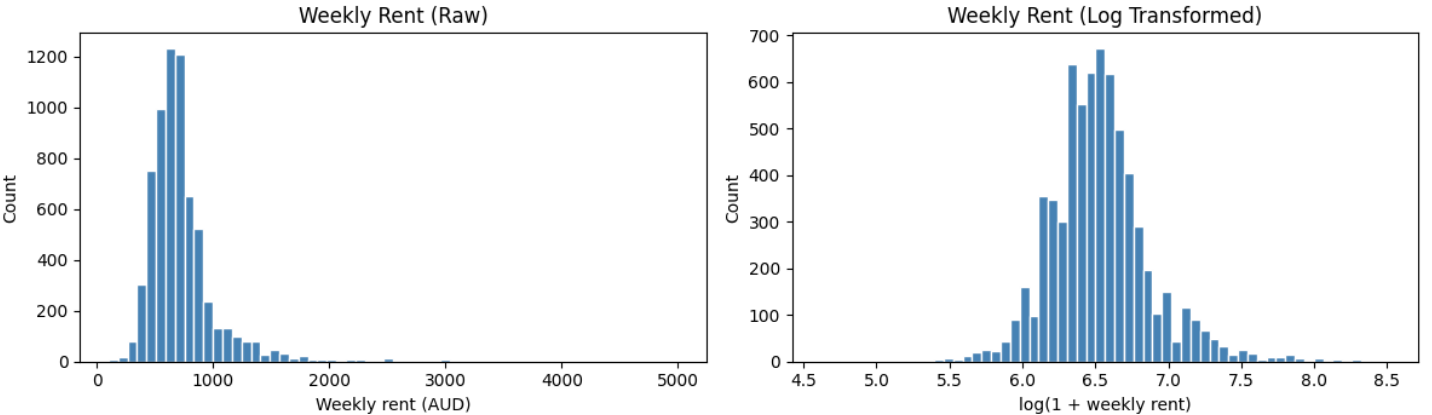 Weekly Rent (Raw)
1200
1000
800
600
400
200
0
Count
0 1000 2000 3000 4000 5000
Weekly rent (AUD)
Weekly Rent (Log Transformed)
700
600
500
400
300
200
100
0
Count
4.5 5.0 5.5 6.0 6.5 7.0 7.5 8.0 8.5
log(1 + weekly rent)